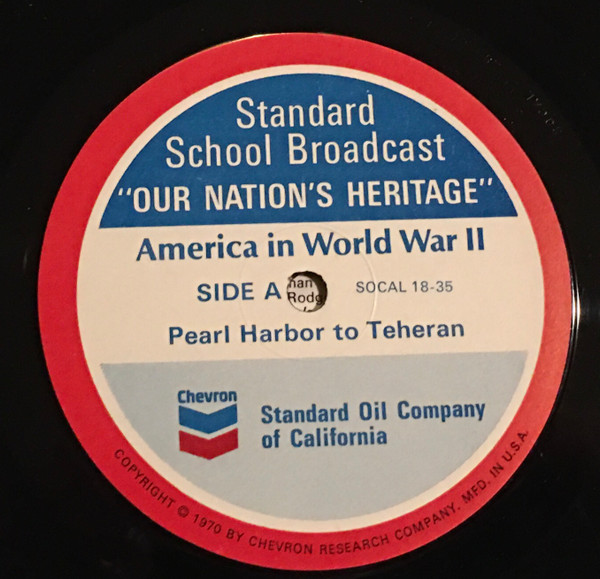 Standard
School Broadcast
"OUR NATION'S HERITAGE"
America in World War II
SIDE A
SOCAL 18-35
Pearl Harbor to Teheran
Chevron
Standard Oil Company
of California
COPYRIGHT © 1970 BY CHEVRON RESEARCH COMPANY. MFD. IN U.S.A.